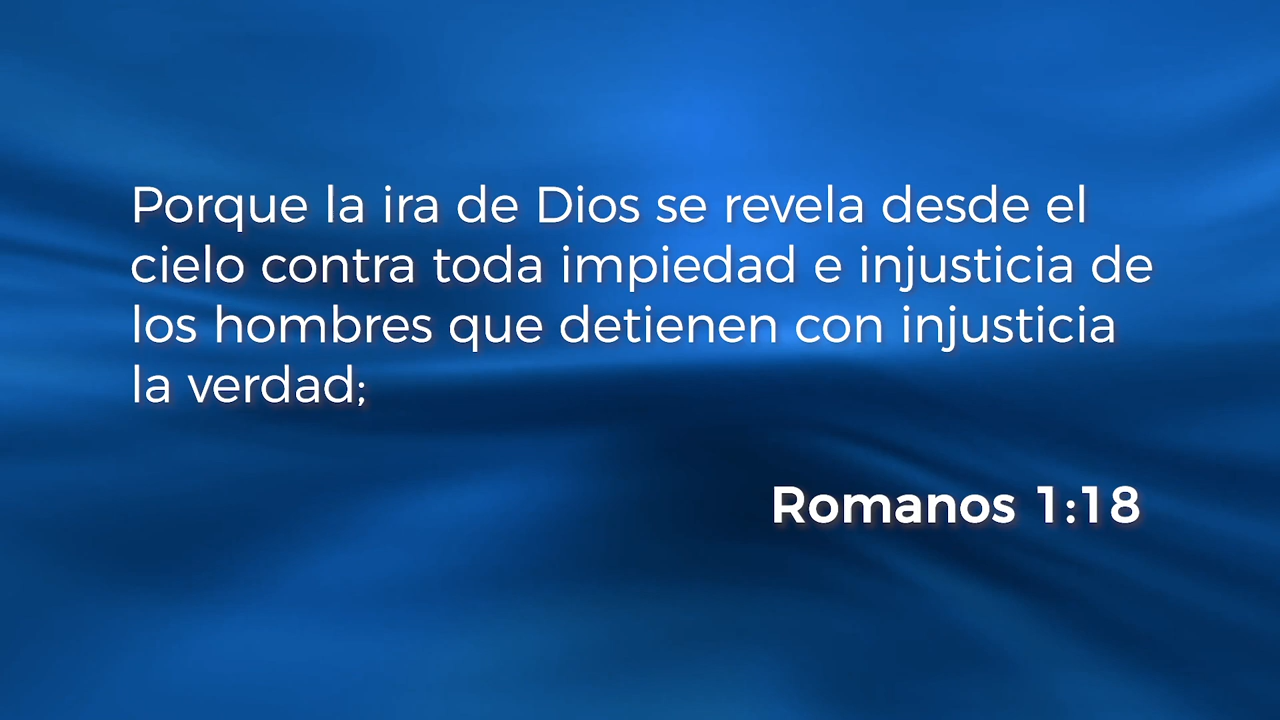 Porque la ira de Dios se revela desde el
cielo contra toda impiedad e injusticia de
los hombres que detienen con injusticia
la verdad;
Romanos 1:18